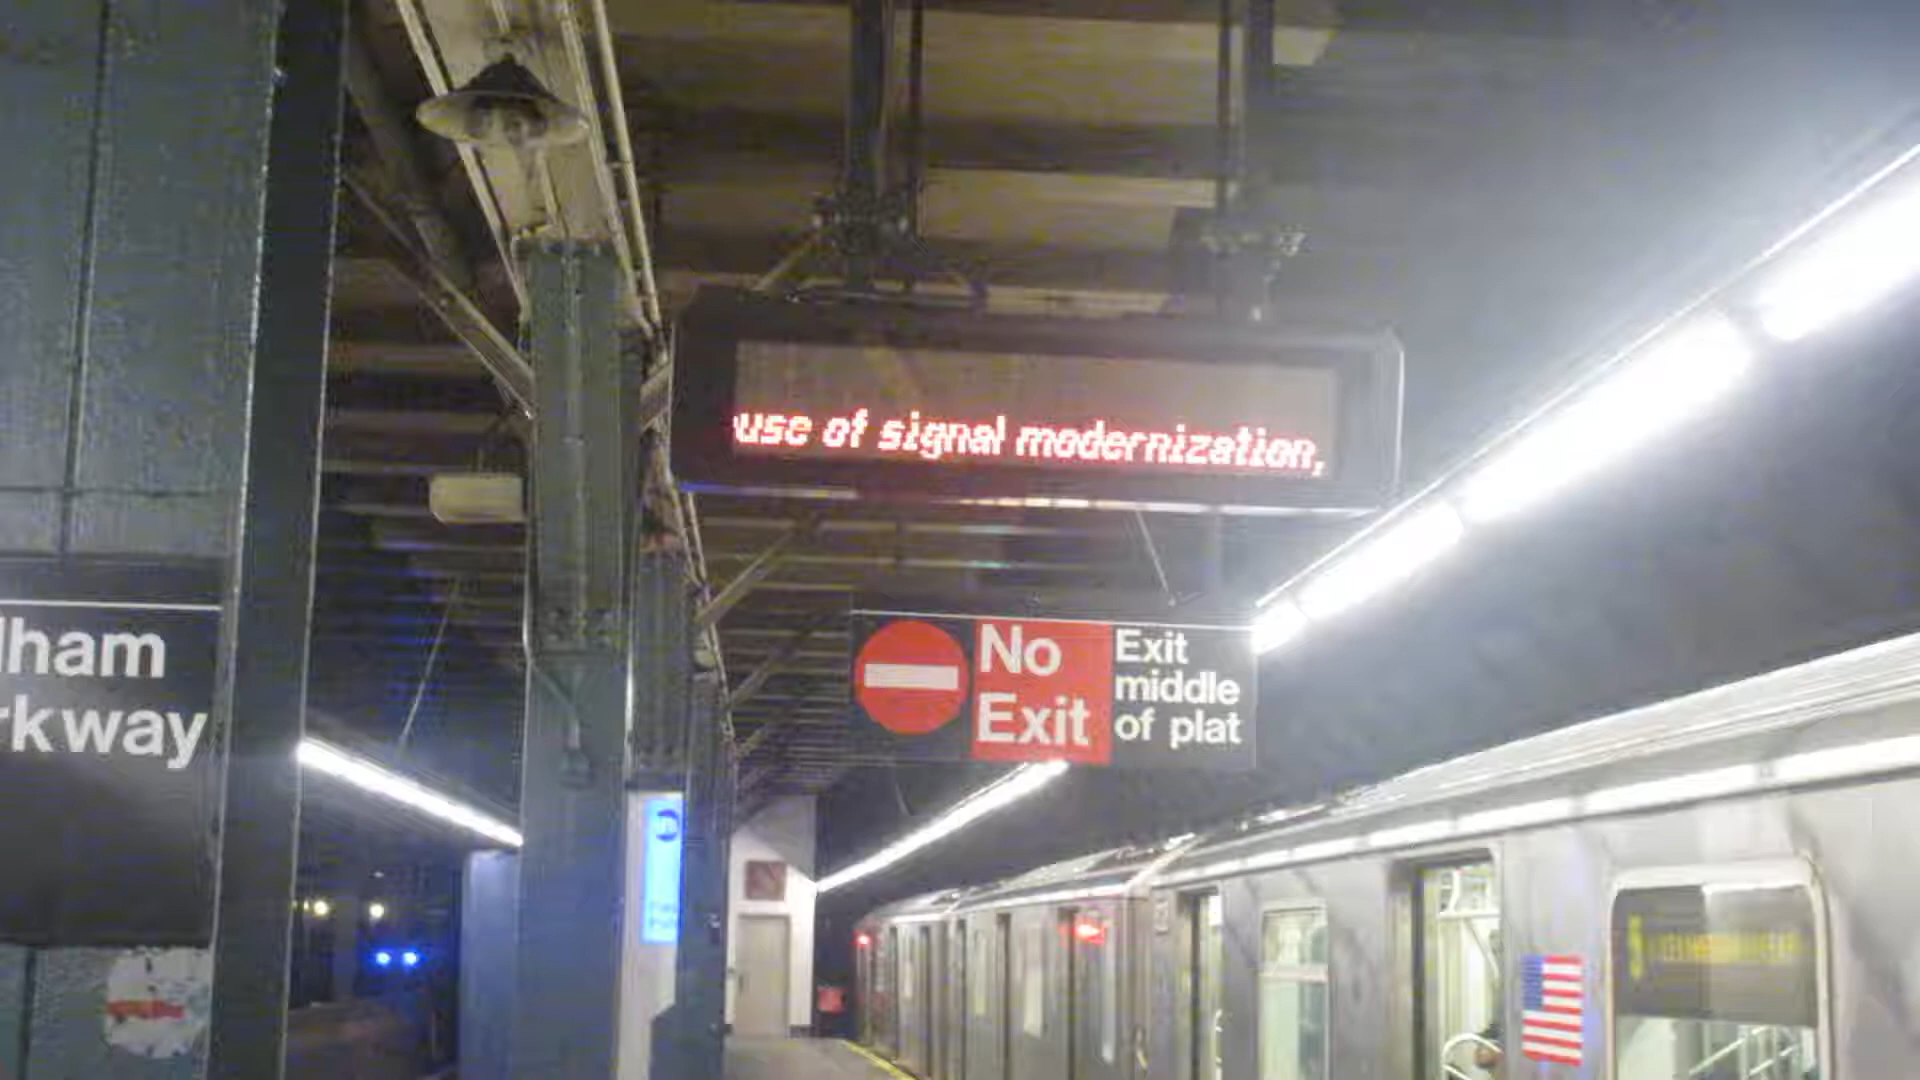 use of signal modernization,
lham
rkway
No
Exit
Exit
middle
of plat